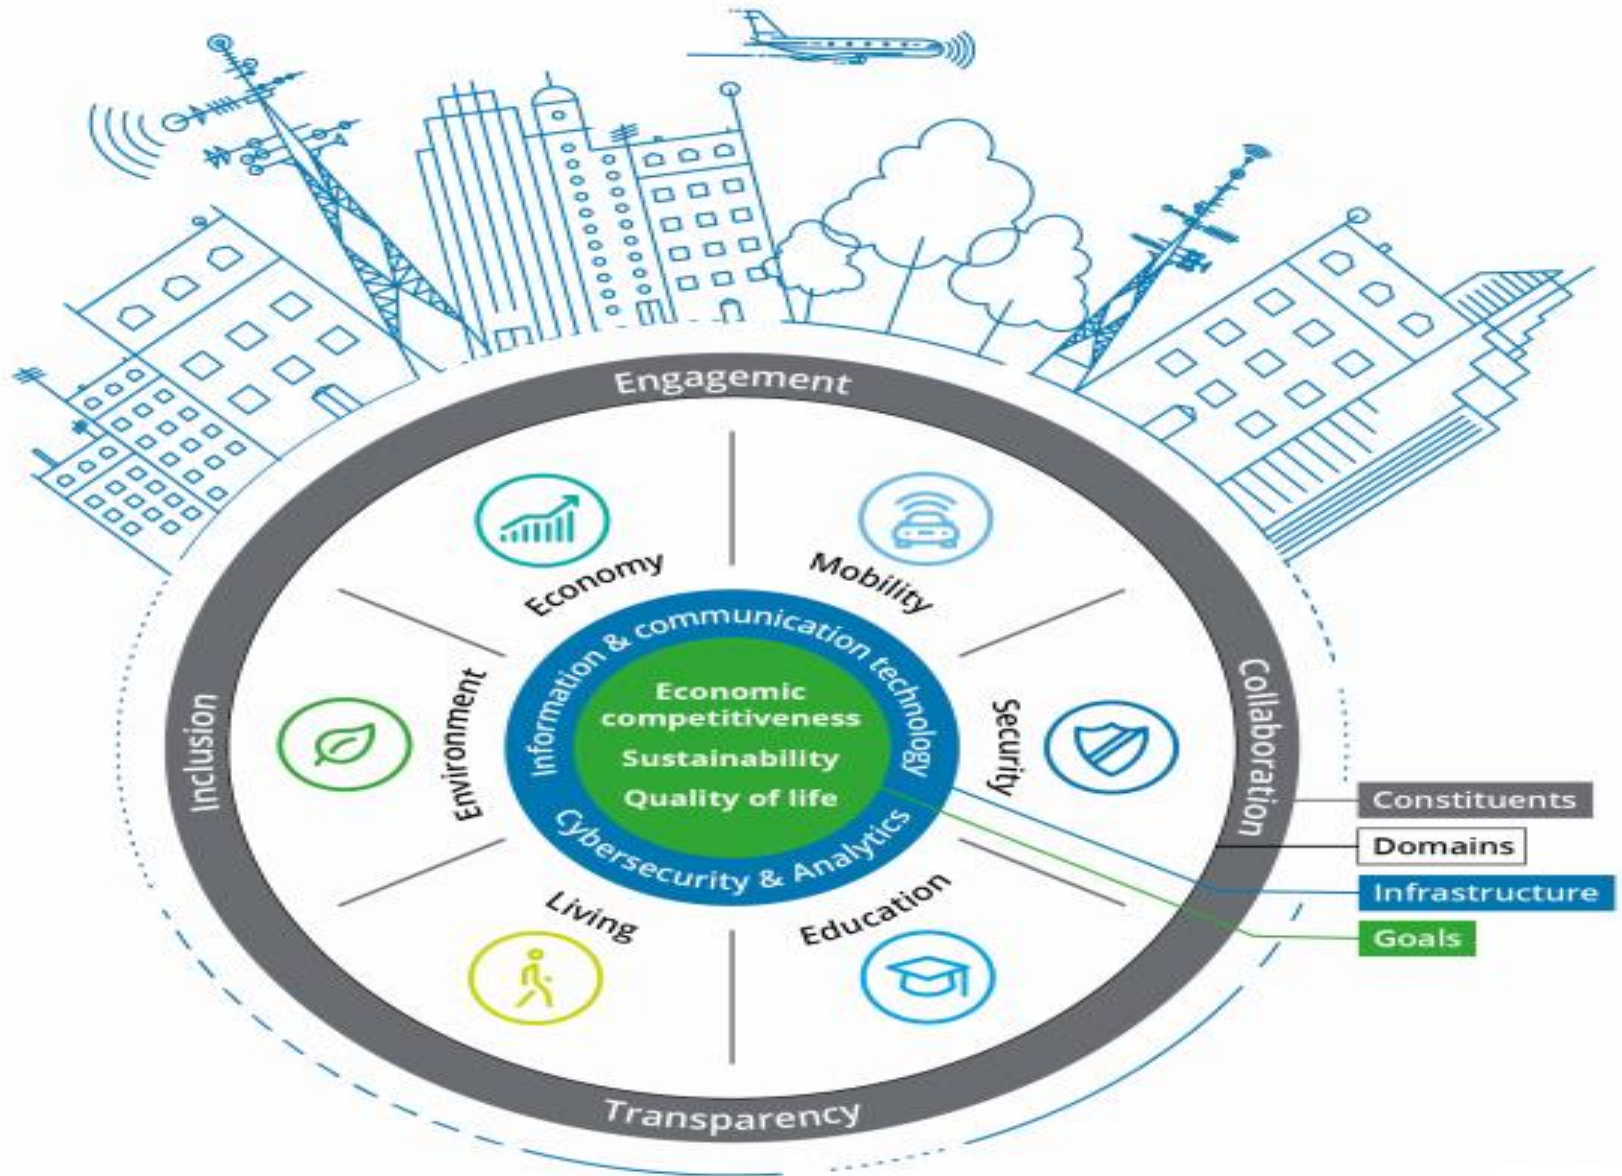 Engagement
Economy
Mobility
Information & communication technology
Economic
competitiveness
Sustainability
Quality of life
Cybersecurity & Analytics
Environment
Security
Inclusion
Collaboration
Living
Education
Transparency
Constituents
Domains
Infrastructure
Goals